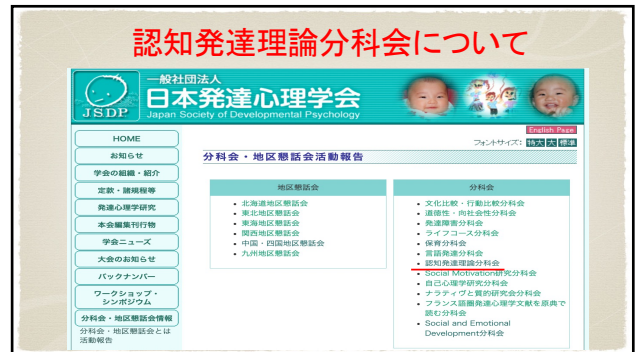 認知発達理論分科会について
一般社団法人
日本発達心理学会
JSDP
Japan Society of Developmental Psychology
English Page
フォントサイズ： 特大 大 標準
HOME
お知らせ
学会の組織・紹介
定款・諸規程等
発達心理学研究
本会編集刊行物
学会ニューズ
大会のお知らせ
バックナンバー
ワークショップ・
シンポジウム
分科会・地区懇話会情報
分科会・地区懇話会とは
活動報告
分科会・地区懇話会活動報告
地区懇話会
• 北海道地区懇話会
• 東北地区懇話会
• 東海地区懇話会
• 関西地区懇話会
• 中国・四国地区懇話会
• 九州地区懇話会
分科会
• 文化比較・行動比較分科会
• 道徳性・向社会性分科会
• 発達障害分科会
• ライフコース分科会
• 保育分科会
• 言語発達分科会
• 認知発達理論分科会
• Social Motivation研究分科会
• 自己心理学研究分科会
• ナラティヴと質的研究会分科会
• フランス語圏発達心理学文献を原典で
読む分科会
• Social and Emotional
Development分科会